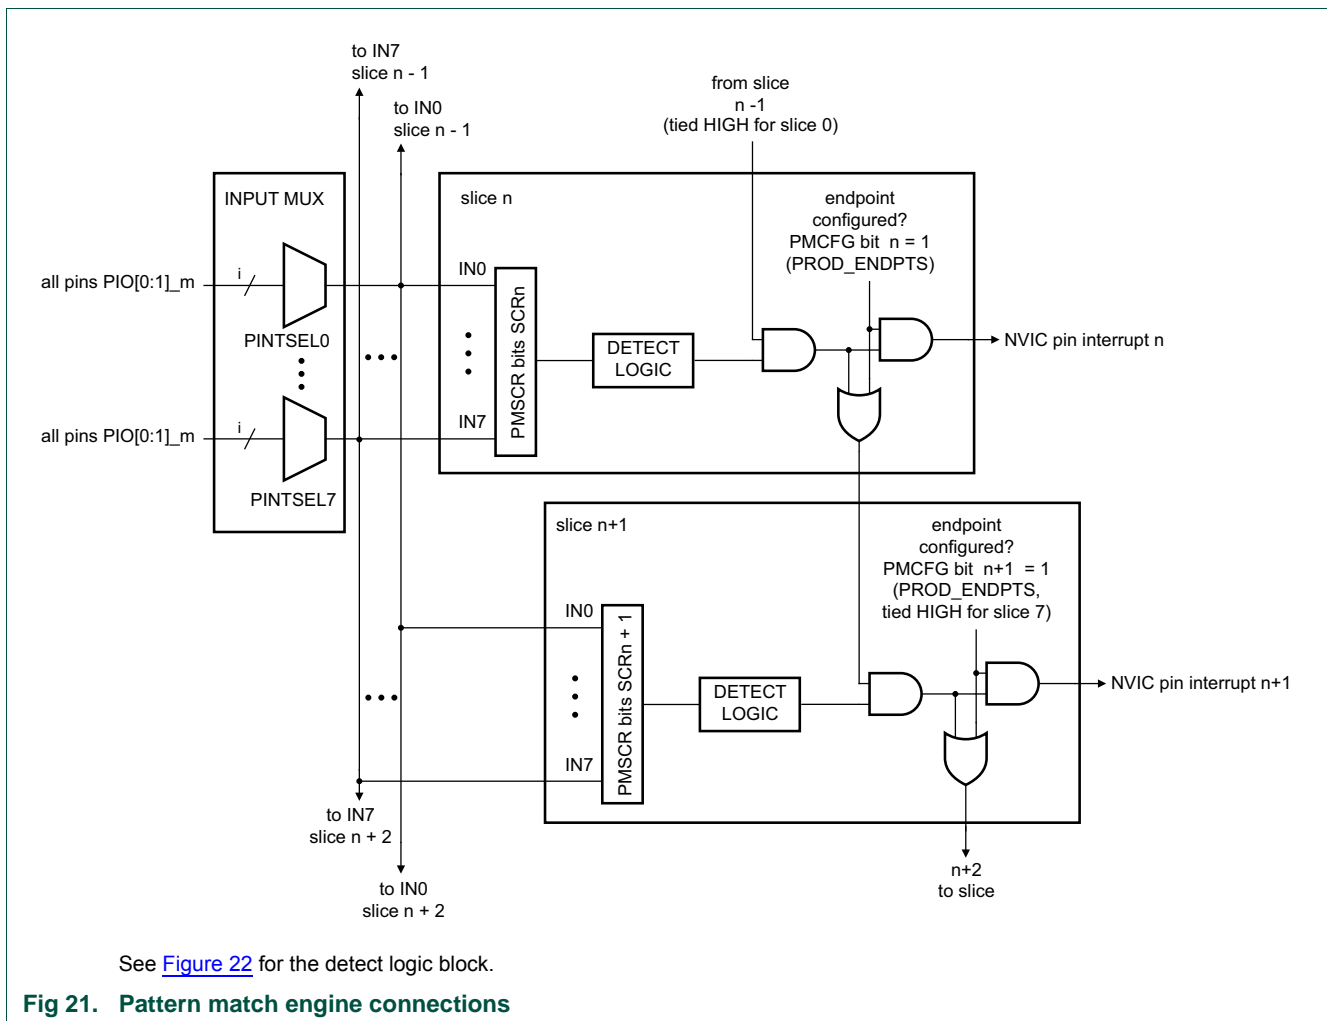 to IN7
slice n - 1
to IN0
slice n - 1
from slice
n -1
(tied HIGH for slice 0)
INPUT MUX
all pins PIO[0:1]_m
i
PINTSEL0
all pins PIO[0:1]_m
i
PINTSEL7
slice n
IN0
IN7
PMSCR bits SCRn
DETECT
LOGIC
endpoint
configured?
PMCFG bit n = 1
(PROD_ENDPTS)
NVIC pin interrupt n
slice n+1
IN0
IN7
PMSCR bits SCRn + 1
DETECT
LOGIC
endpoint
configured?
PMCFG bit n+1 = 1
(PROD_ENDPTS,
tied HIGH for slice 7)
NVIC pin interrupt n+1
to IN7
slice n + 2
to IN0
slice n + 2
n+2
to slice
See Figure 22 for the detect logic block.
Fig 21. Pattern match engine connections